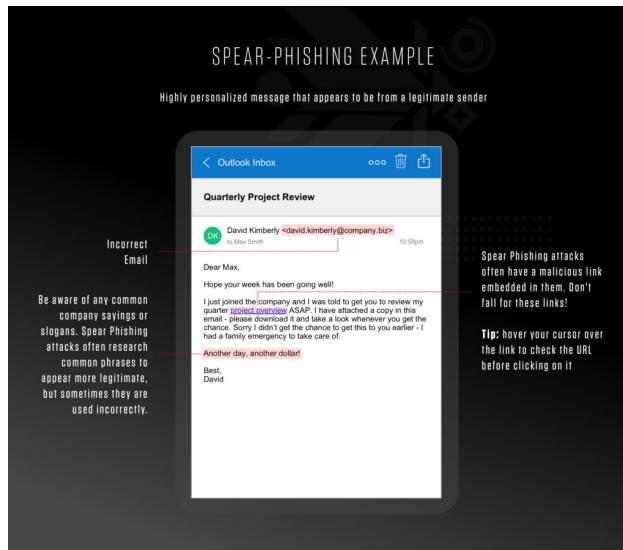 SPEAR-PHISHING EXAMPLE
Highly personalized message that appears to be from a legitimate sender
Outlook Inbox
Quarterly Project Review
DK
David Kimberly <david.kimberly@company.biz>
to Max Smith
10:58pm
Dear Max,
Hope your week has been going well!
I just joined the company and I was told to get you to review my
quarter project overview ASAP. I have attached a copy in this
email - please download it and take a look whenever you get the
chance. Sorry I didn't get the chance to get this to you earlier - I
had a family emergency to take care of.
Another day, another dollar!
Best,
David
Incorrect
Email
Be aware of any common
company sayings or
slogans. Spear Phishing
attacks often research
common phrases to
appear more legitimate,
but sometimes they are
used incorrectly.
Spear Phishing attacks
often have a malicious link
embedded in them. Don't
fall for these links!
Tip: hover your cursor over
the link to check the URL
before clicking on it